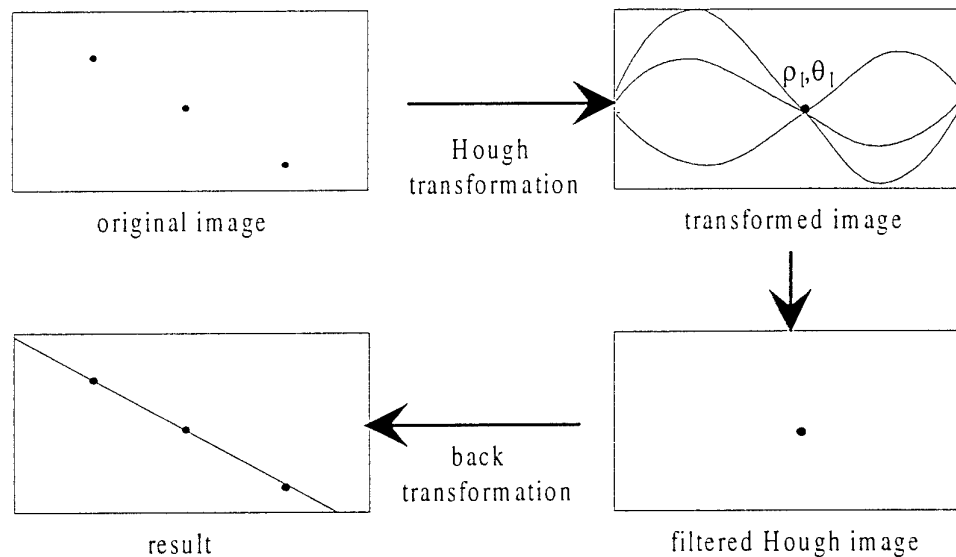 ρ₁,θ₁
Hough
transformation
original image
transformed image
back
transformation
result
filtered Hough image